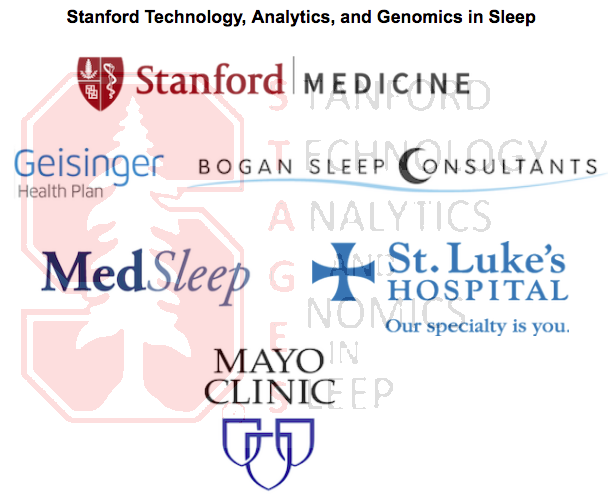 Stanford Technology, Analytics, and Genomics in Sleep
Stanford MEDICINE
STANFORD
TECHNOLOGY
Geisinger
Health Plan
BOGAN SLEEP CONSULTANTS
ANALYTICS
AND
MedSleep
St. Luke's
HOSPITAL
GENOMICS
Our specialty is you.
IN
MAYO
CLINIC
SLEEP